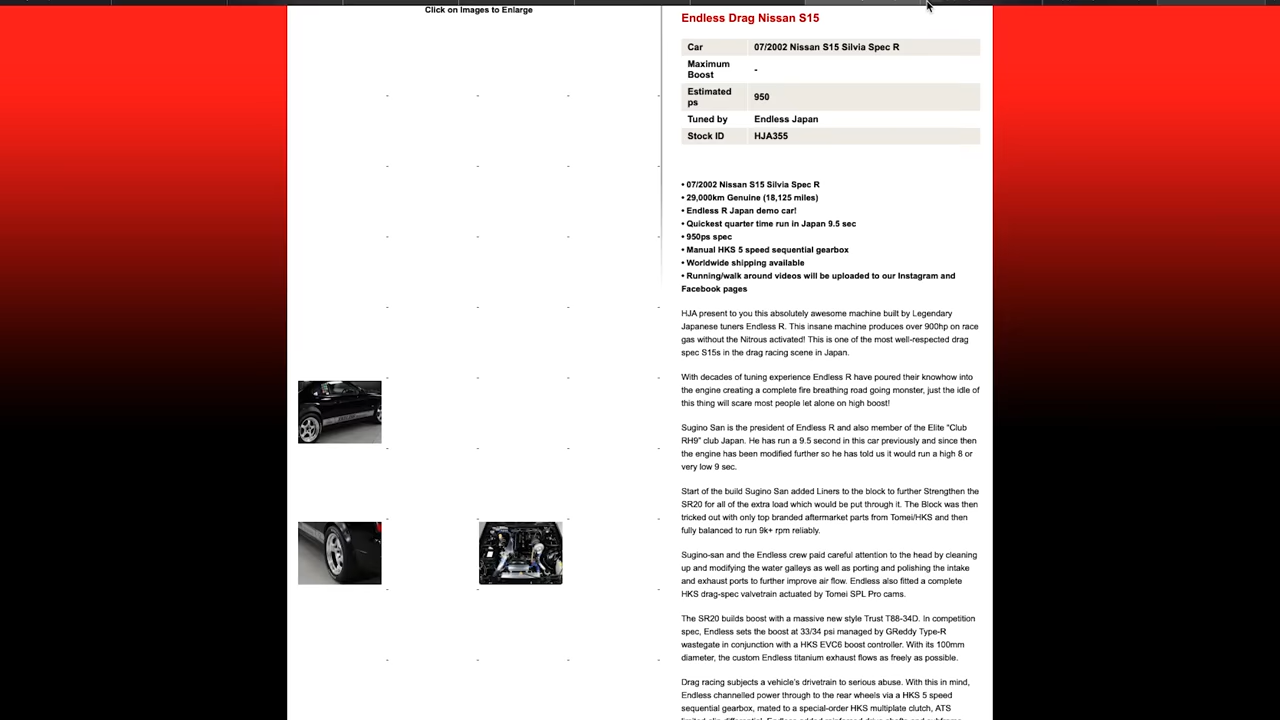 Click on Images to Enlarge
Endless Drag Nissan S15
Car 07/2002 Nissan S15 Silvia Spec R
Maximum
Boost -
Estimated
ps 950
Tuned by Endless Japan
Stock ID HJA355
• 07/2002 Nissan S15 Silvia Spec R
• 29,000km Genuine (18,125 miles)
• Endless R Japan demo car!
• Quickest quarter time run in Japan 9.5 sec
• 950ps spec
• Manual HKS 5 speed sequential gearbox
• Worldwide shipping available
• Running/walk around videos will be uploaded to our Instagram and
Facebook pages
HJA present to you this absolutely awesome machine built by Legendary
Japanese tuners Endless R. This insane machine produces over 900hp on race
gas without the Nitrous activated! This is one of the most well-respected drag
spec S15s in the drag racing scene in Japan.
With decades of tuning experience Endless R have poured their knowhow into
the engine creating a complete fire breathing road going monster, just the idle of
this thing will scare most people let alone on high boost!
Sugino San is the president of Endless R and also member of the Elite "Club
RH9" club Japan. He has run a 9.5 second in this car previously and since then
the engine has been modified further so he has told us it would run a high 8 or
very low 9 sec.
Start of the build Sugino San added Liners to the block to further Strengthen the
SR20 for all of the extra load which would be put through it. The Block was then
tricked out with only top branded aftermarket parts from Tomei/HKS and then
fully balanced to run 9k+ rpm reliably.
Sugino-san and the Endless crew paid careful attention to the head by cleaning
up and modifying the water galleys as well as porting and polishing the intake
and exhaust ports to further improve air flow. Endless also fitted a complete
HKS drag-spec valvetrain actuated by Tomei SPL Pro cams.
The SR20 builds boost with a massive new style Trust T88-34D. In competition
spec, Endless sets the boost at 33/34 psi managed by GReddy Type-R
wastegate in conjunction with a HKS EVC6 boost controller. With its 100mm
diameter, the custom Endless titanium exhaust flows as freely as possible.
Drag racing subjects a vehicle's drivetrain to serious abuse. With this in mind,
Endless channelled power through to the rear wheels via a HKS 5 speed
sequential gearbox, mated to a special-order HKS multiplate clutch, ATS